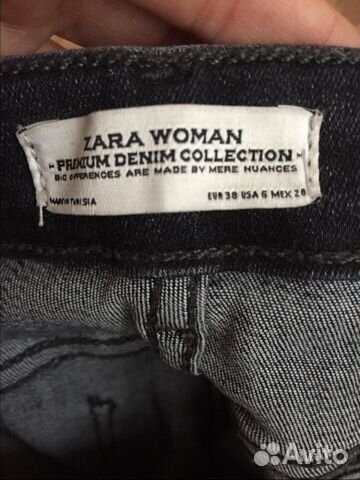 ZARA WOMAN
- PREMIUM DENIM COLLECTION -
BIG DIFFERENCES ARE MADE BY MERE NUANCES
MADE IN TUNISIA EUR 38 USA 6 MEX 28
Avito